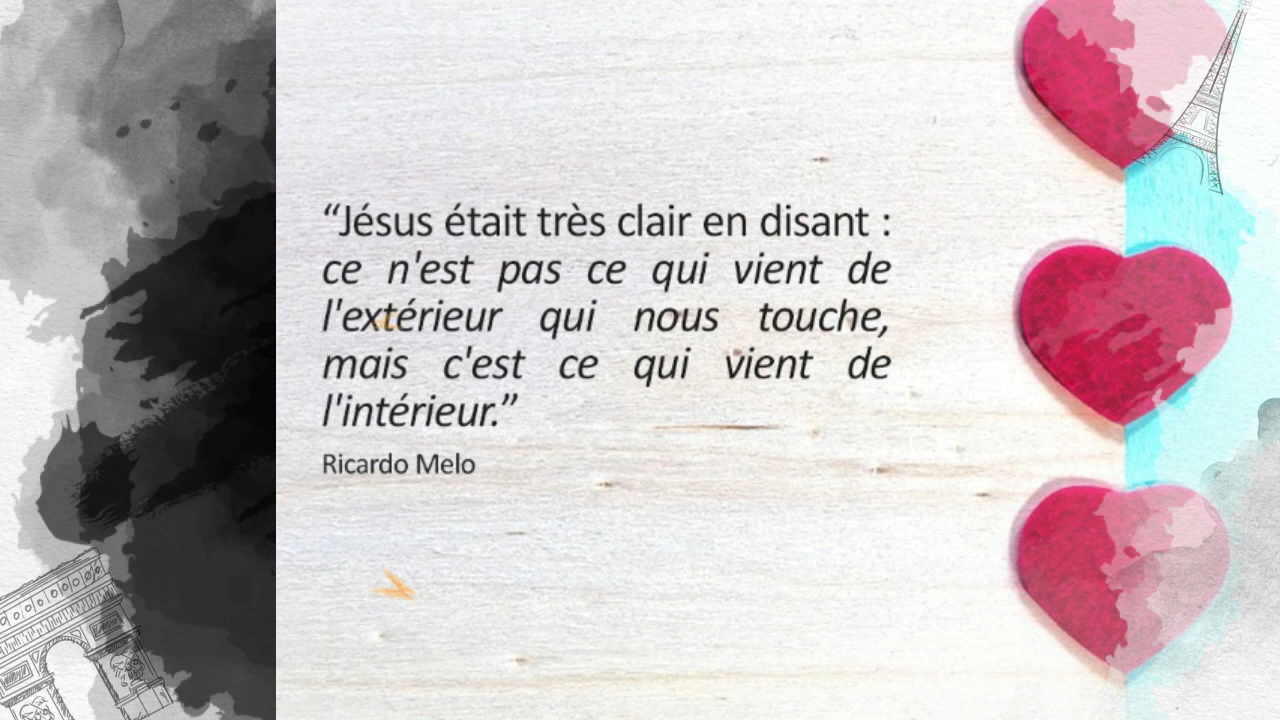 “Jésus était très clair en disant :
ce n'est pas ce qui vient de
l'extérieur qui nous touche,
mais c'est ce qui vient de
l'intérieur.”
Ricardo Melo